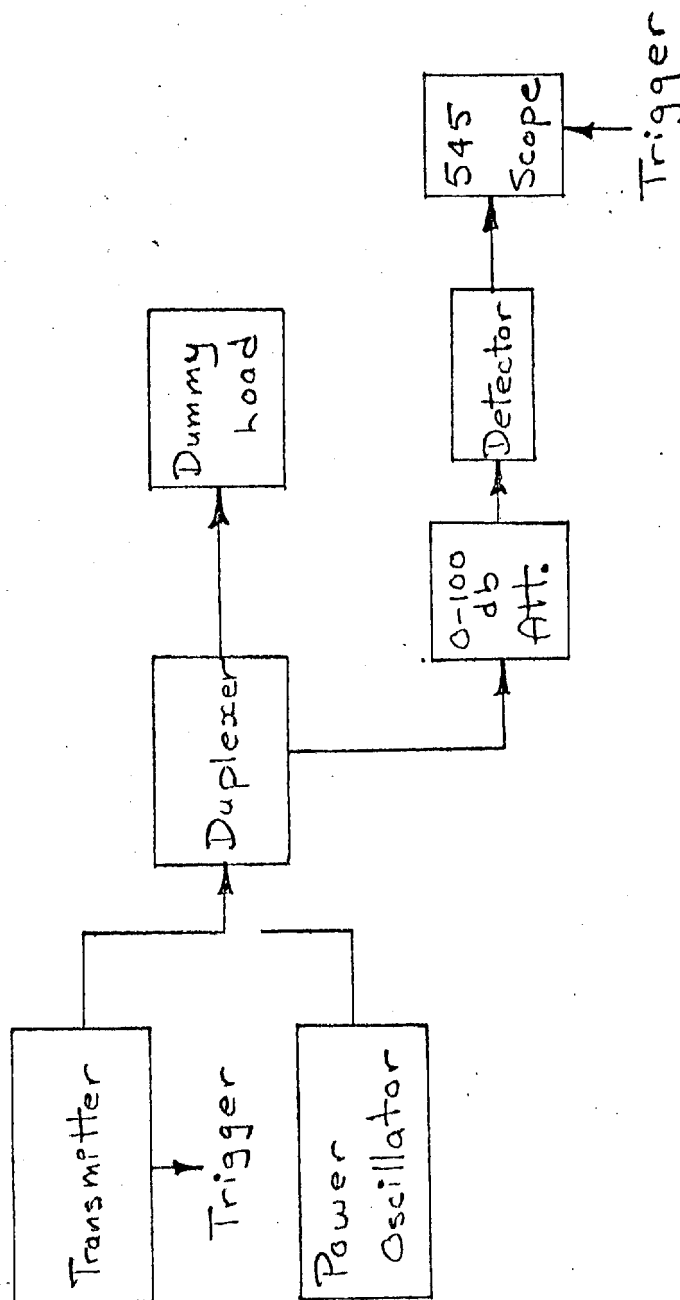 Transmitter
Trigger
Power
Oscillator
Duplexer
Dummy
Load
0-100
db
Att.
Detector
545
Scope
Trigger